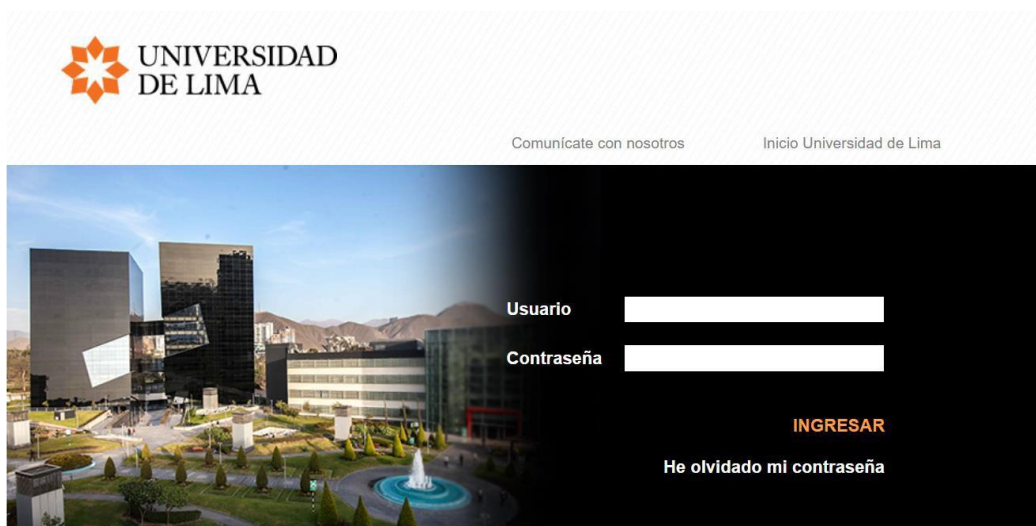 UNIVERSIDAD
DE LIMA
Comunícate con nosotros
Inicio Universidad de Lima
Usuario
Contraseña
INGRESAR
He olvidado mi contraseña